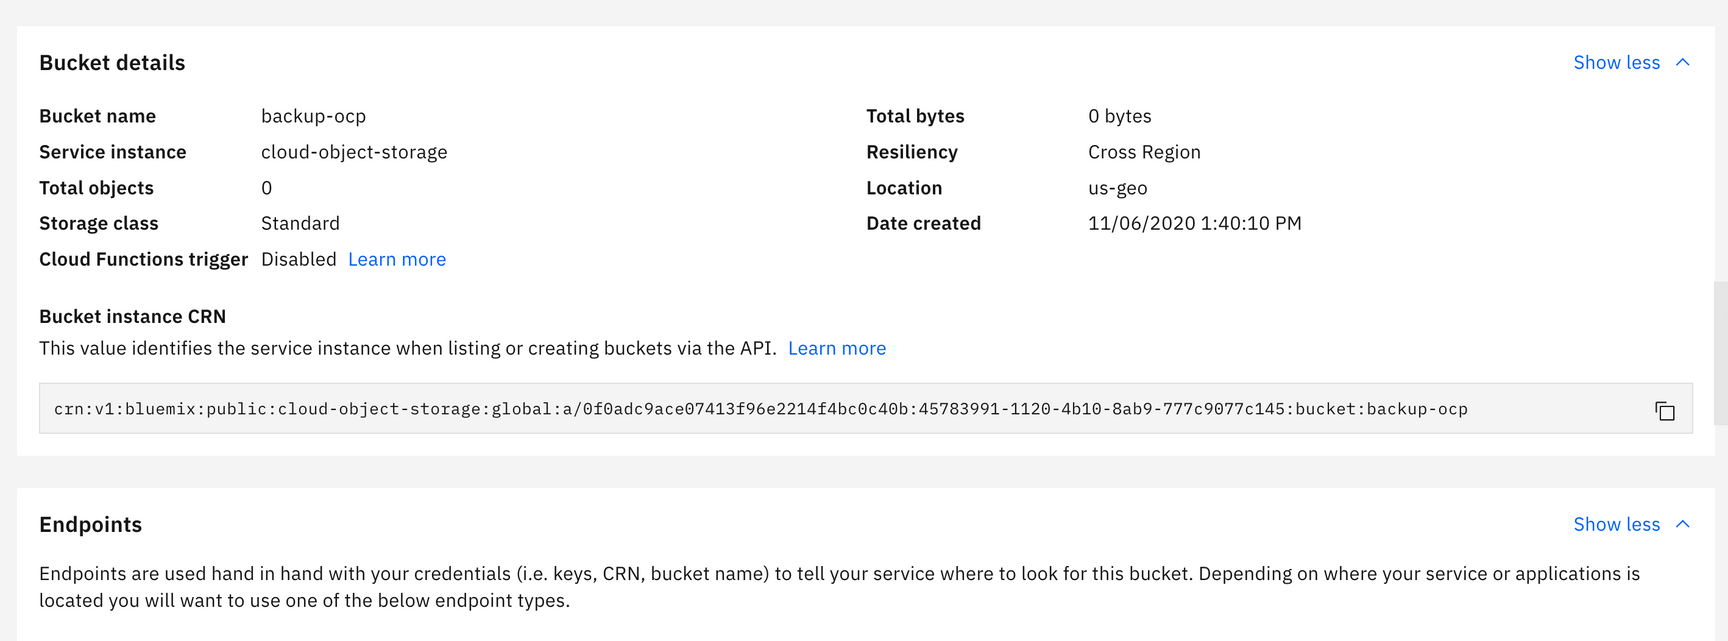 Bucket details
Show less
Bucket name backup-ocp
Total bytes 0 bytes
Service instance cloud-object-storage
Resiliency Cross Region
Total objects 0
Location us-geo
Storage class Standard
Date created 11/06/2020 1:40:10 PM
Cloud Functions trigger Disabled Learn more
Bucket instance CRN
This value identifies the service instance when listing or creating buckets via the API. Learn more
crn:v1:bluemix:public:cloud-object-storage:global:a/0f0adc9ace07413f96e2214f4bc0c40b:45783991-1120-4b10-8ab9-777c9077c145:bucket:backup-ocp
Endpoints
Show less
Endpoints are used hand in hand with your credentials (i.e. keys, CRN, bucket name) to tell your service where to look for this bucket. Depending on where your service or applications is
located you will want to use one of the below endpoint types.